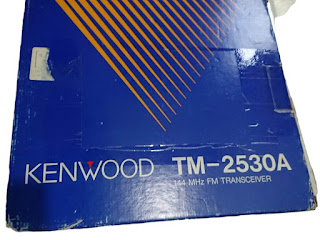 KENWOOD TM-2530A
144 MHz FM TRANSCEIVER